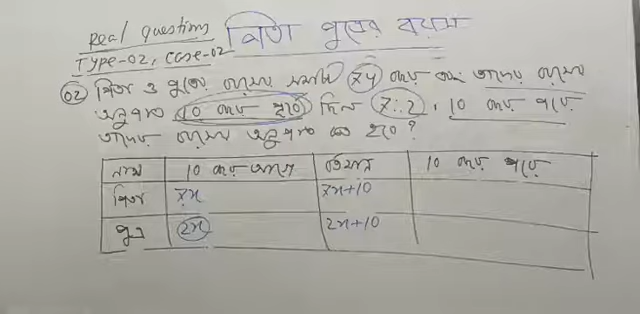 Real questions
পিতা পুত্রের বয়স
Type-02, case-02
02 পিতা ও পুত্রের বয়সের সমষ্টি 74 বছর এবং তাদের বয়সের
অনুপাত 10 বছর পূর্বে ছিল 7:2, 10 বছর পরে
তাদের বয়সের অনুপাত কত হবে?
নাম 10 বছর আগে বর্তমান 10 বছর পরে
পিতা 7x 7x+10
পুত্র 2x 2x+10